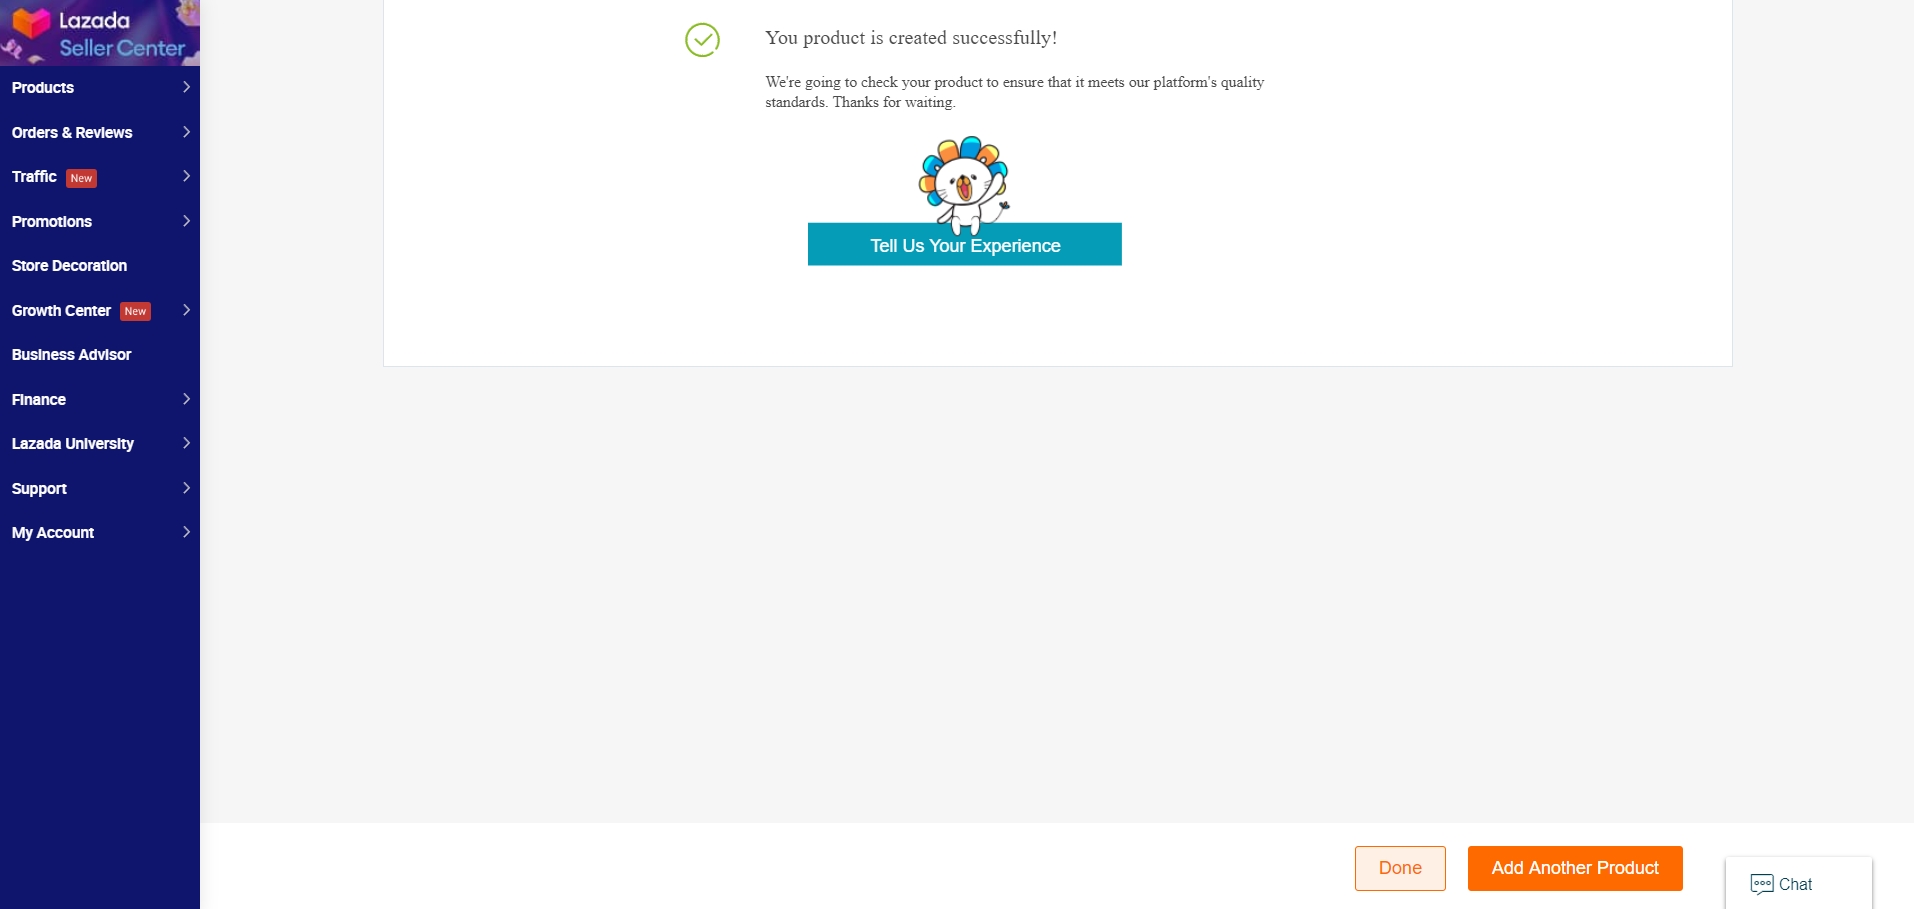 Lazada
Seller Center
Products
Orders & Reviews
Traffic New
Promotions
Store Decoration
Growth Center New
Business Advisor
Finance
Lazada University
Support
My Account
You product is created successfully!
We're going to check your product to ensure that it meets our platform's quality
standards. Thanks for waiting.
Tell Us Your Experience
Done
Add Another Product
Chat